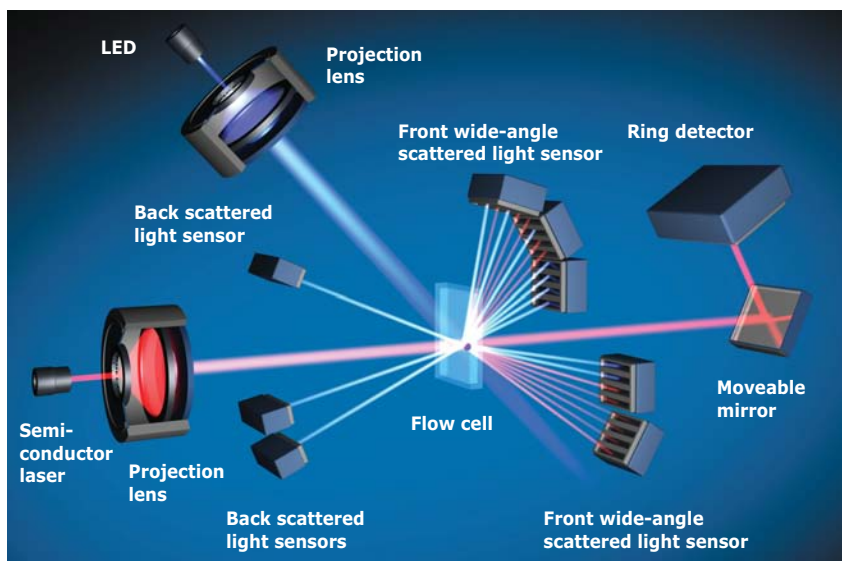 LED
Projection
lens
Front wide-angle
scattered light sensor
Ring detector
Back scattered
light sensor
Semi-
conductor
laser
Projection
lens
Flow cell
Moveable
mirror
Back scattered
light sensors
Front wide-angle
scattered light sensor